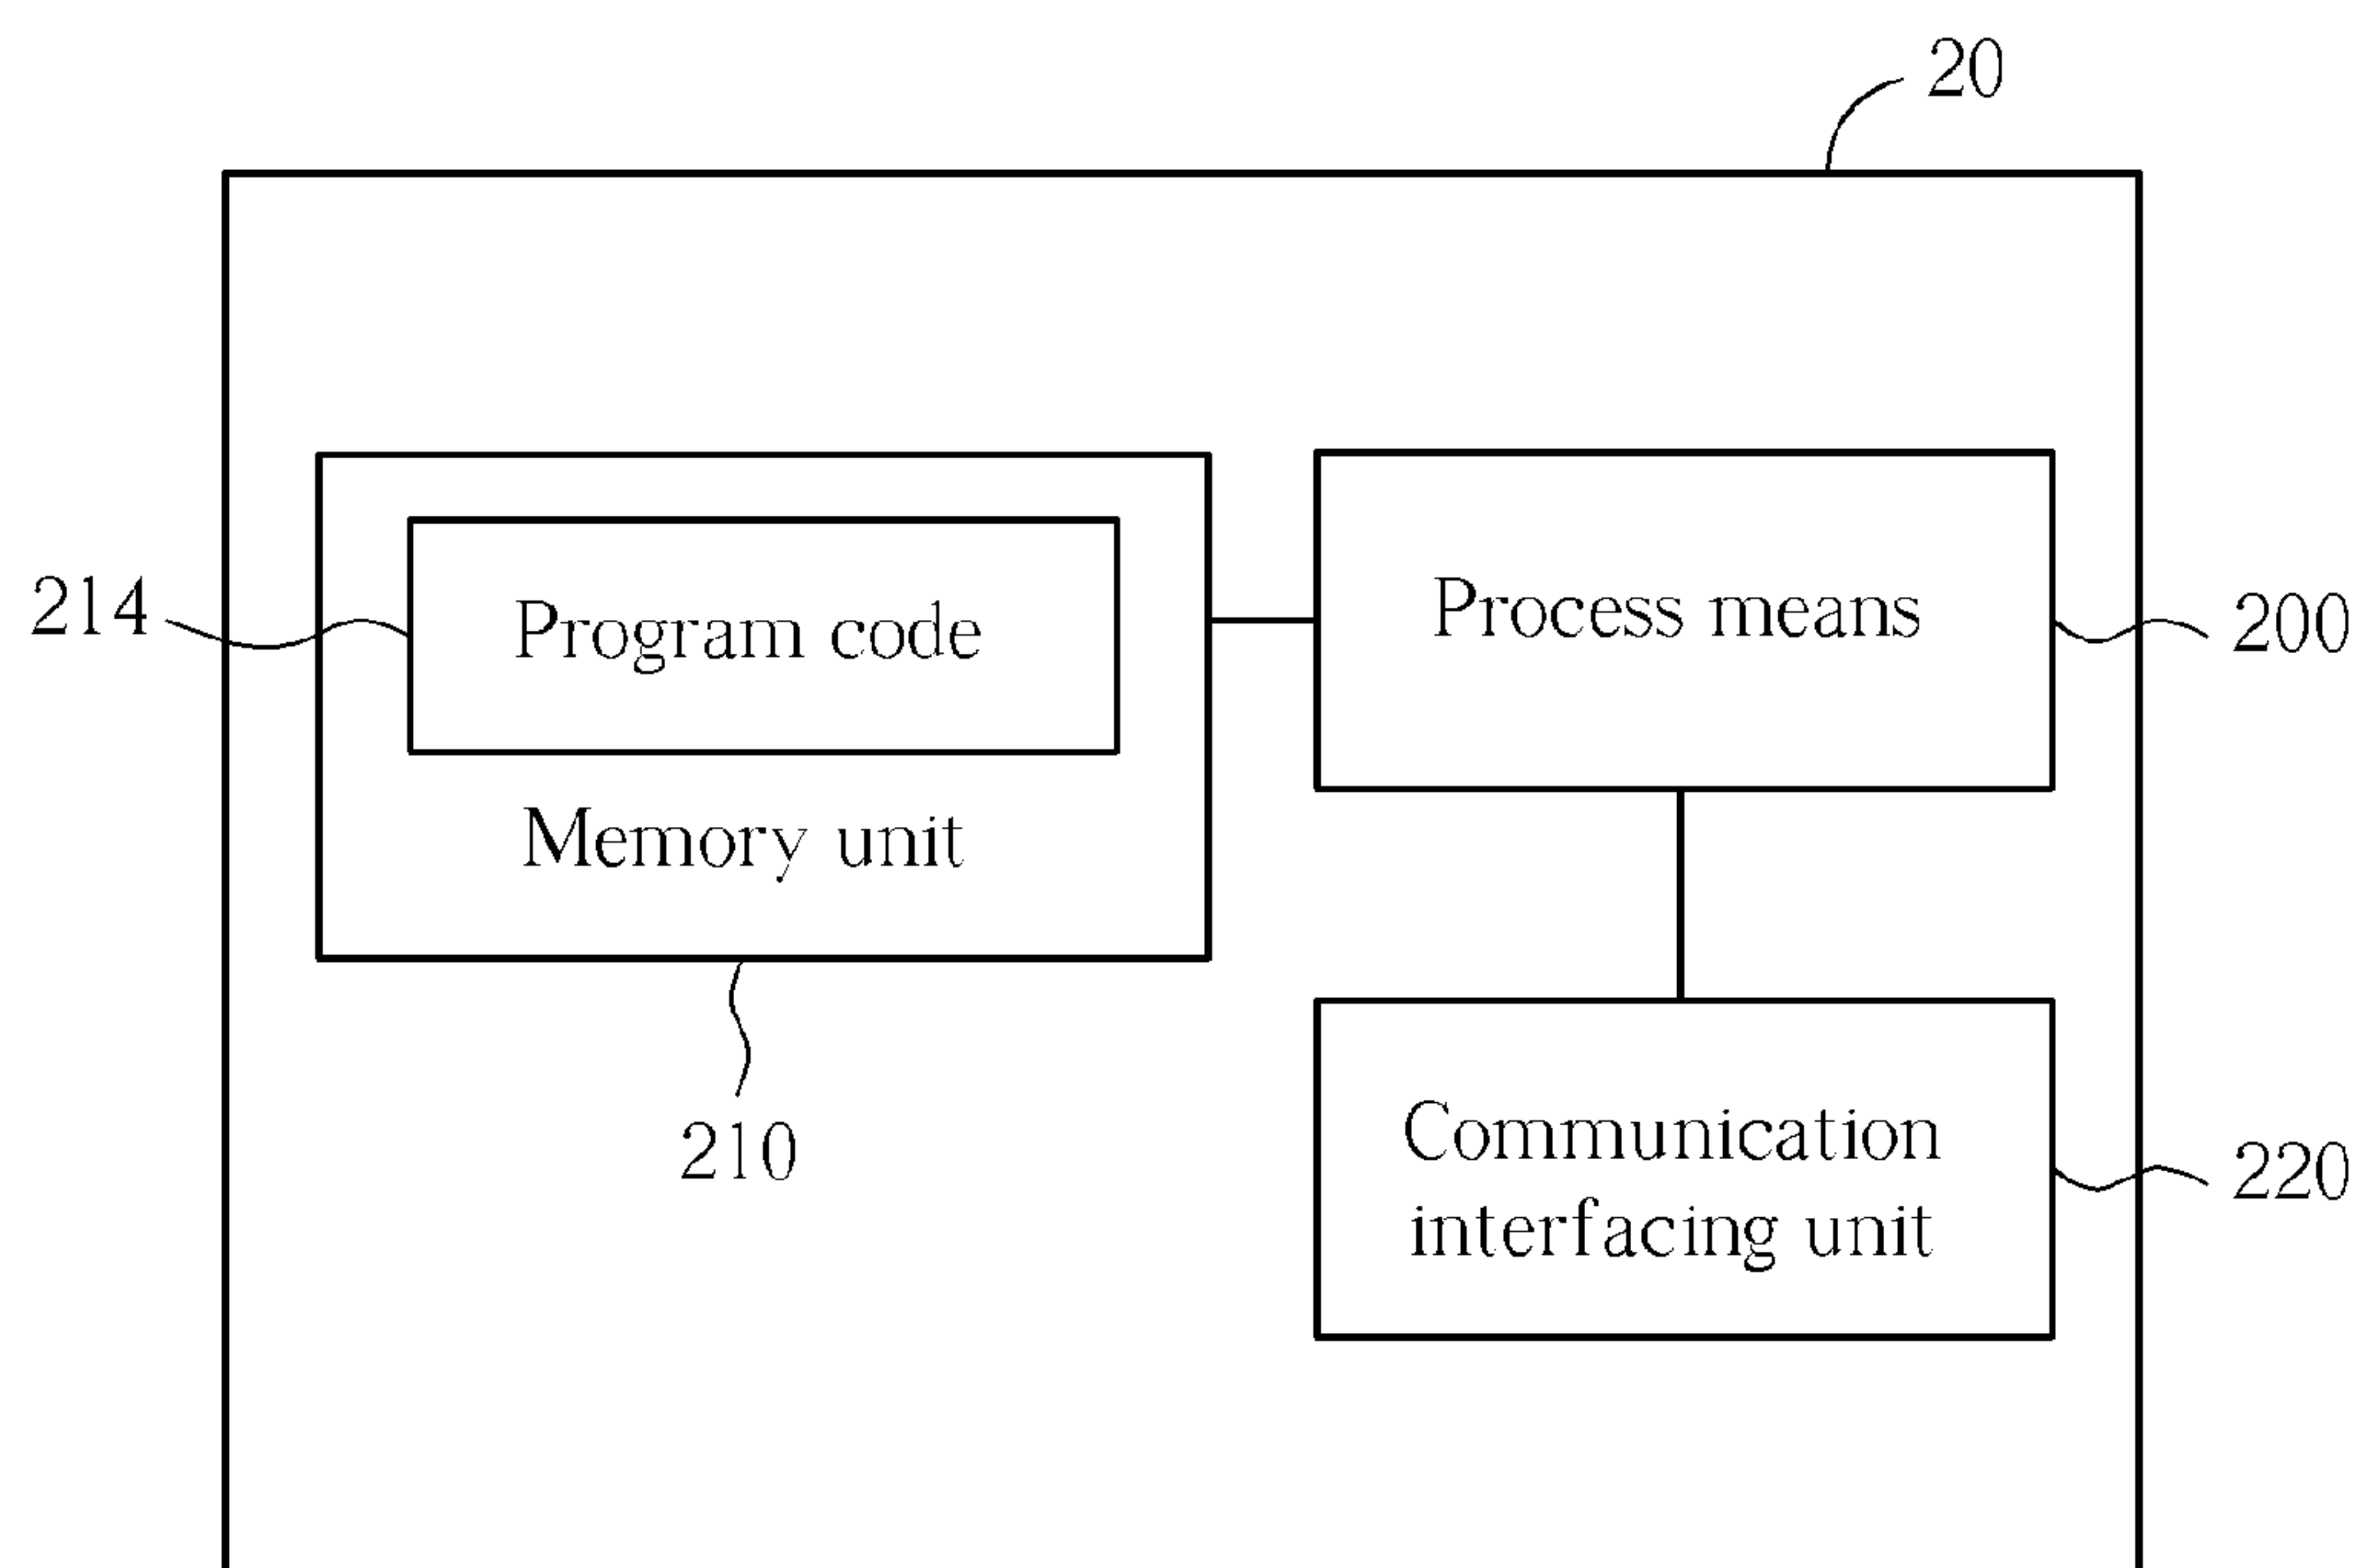 20
214
Program code
Process means
200
Memory unit
210
Communication
interfacing unit
220